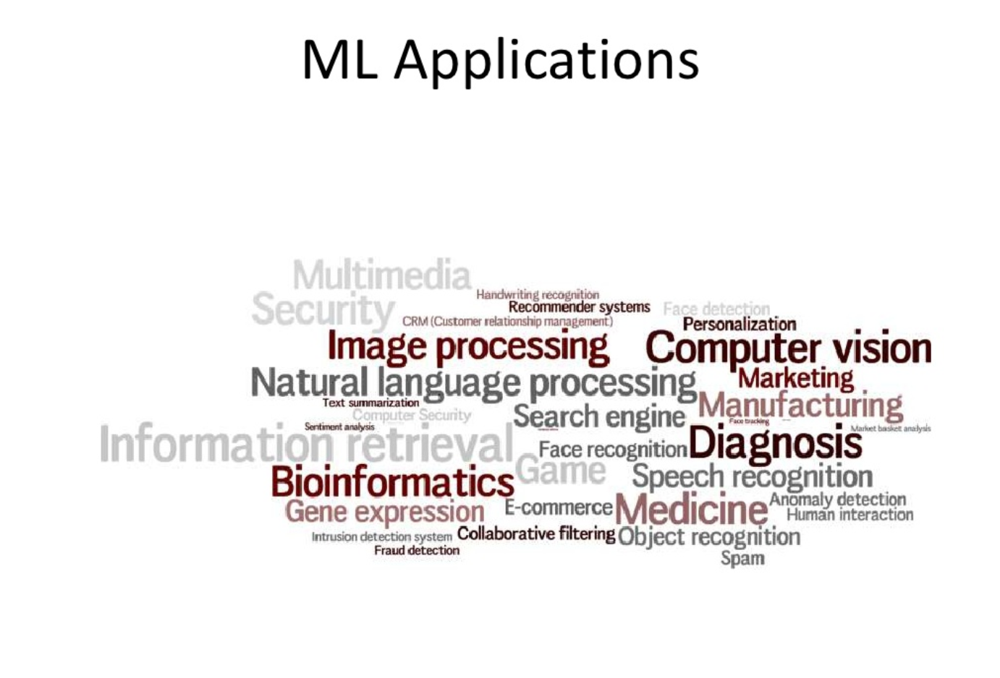 ML Applications
Multimedia
Security
Handwriting recognition
Recommender systems
Face detection
CRM (Customer relationship management)
Personalization
Image processing
Computer vision
Natural language processing
Marketing
Text summarization
Manufacturing
Computer Security
Search engine
Face tracking
Sentiment analysis
Market basket analysis
Information retrieval
Face recognition
Diagnosis
Bioinformatics
Game
Speech recognition
Gene expression
E-commerce
Medicine
Anomaly detection
Human interaction
Intrusion detection system
Collaborative filtering
Object recognition
Fraud detection
Spam